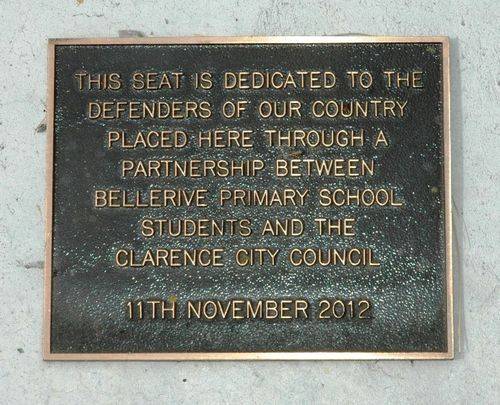 THIS SEAT IS DEDICATED TO THE
DEFENDERS OF OUR COUNTRY
PLACED HERE THROUGH A
PARTNERSHIP BETWEEN
BELLERIVE PRIMARY SCHOOL
STUDENTS AND THE
CLARENCE CITY COUNCIL
11TH NOVEMBER 2012